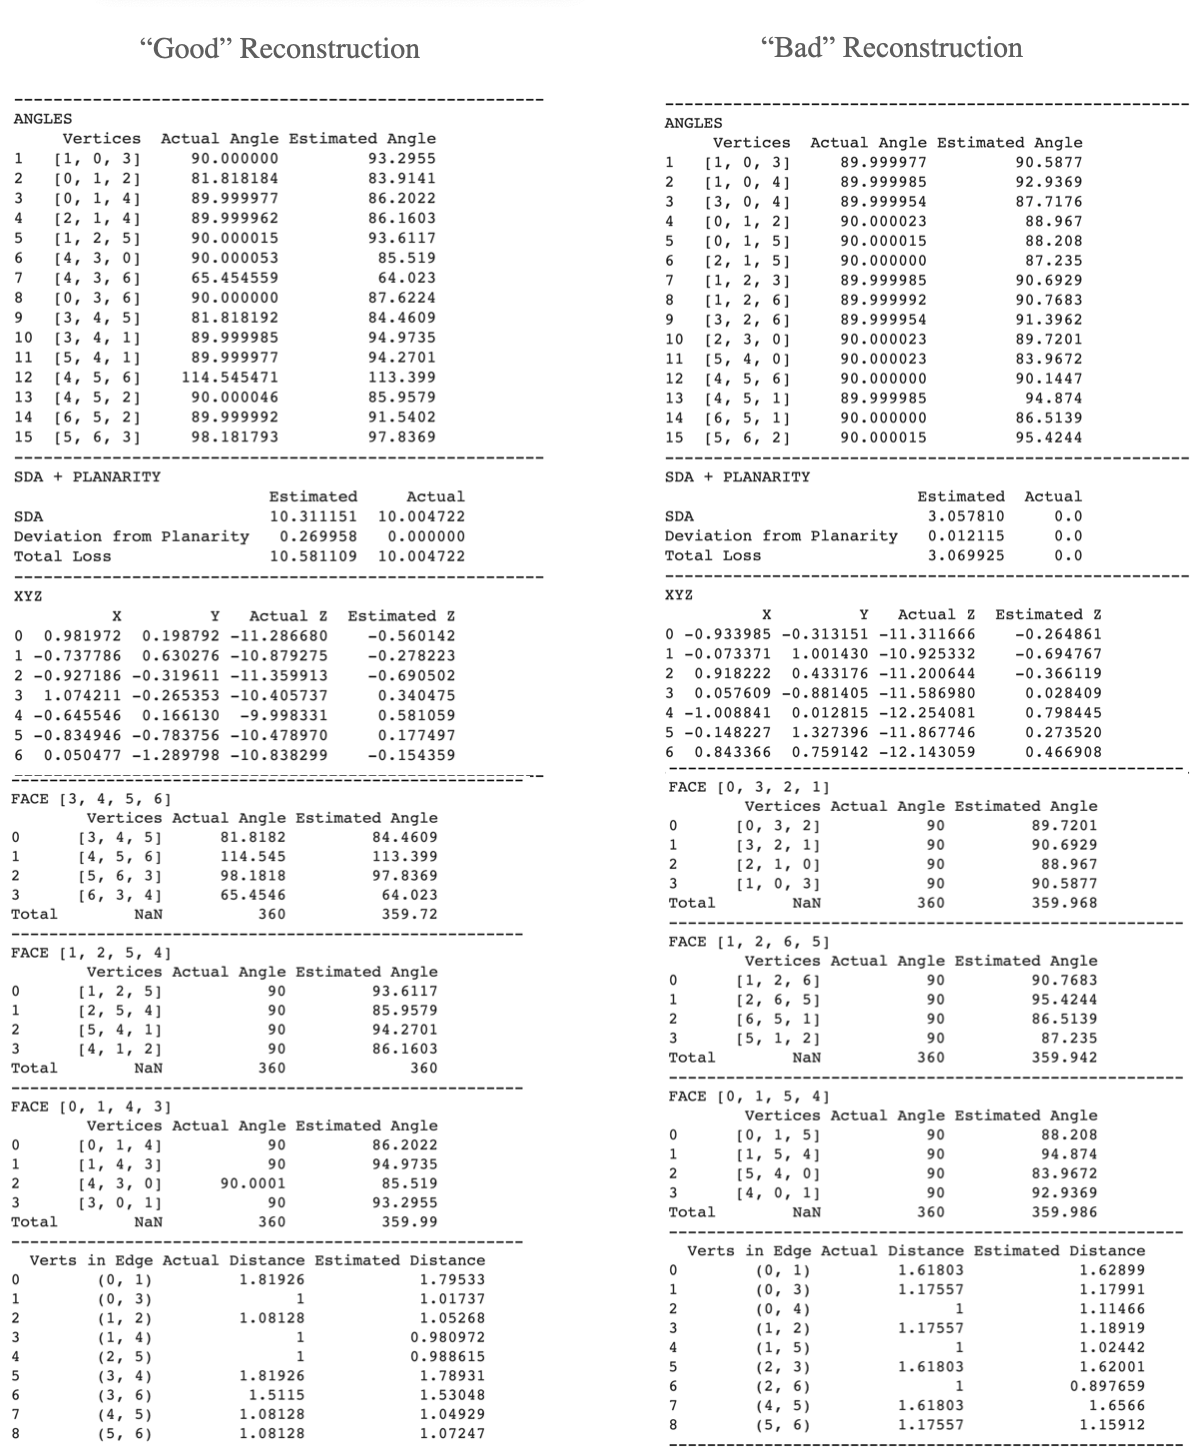 “Good” Reconstruction
--------------------------------------------------------
ANGLES
Vertices Actual Angle Estimated Angle
1 [1, 0, 3] 90.000000 93.2955
2 [0, 1, 2] 81.818184 83.9141
3 [0, 1, 4] 89.999977 86.2022
4 [2, 1, 4] 89.999962 86.1603
5 [1, 2, 5] 90.000015 93.6117
6 [4, 3, 0] 90.000053 85.519
7 [4, 3, 6] 65.454559 64.023
8 [0, 3, 6] 90.000000 87.6224
9 [3, 4, 5] 81.818192 84.4609
10 [3, 4, 1] 89.999985 94.9735
11 [5, 4, 1] 89.999977 94.2701
12 [4, 5, 6] 114.545471 113.399
13 [4, 5, 2] 90.000046 85.9579
14 [6, 5, 2] 89.999992 91.5402
15 [5, 6, 3] 98.181793 97.8369
--------------------------------------------------------
SDA + PLANARITY
Estimated Actual
SDA 10.311151 10.004722
Deviation from Planarity 0.269958 0.000000
Total Loss 10.581109 10.004722
--------------------------------------------------------
XYZ
X Y Actual Z Estimated Z
0 0.981972 0.198792 -11.286680 -0.560142
1 -0.737786 0.630276 -10.879275 -0.278223
2 -0.927186 -0.319611 -11.359913 -0.690502
3 1.074211 -0.265353 -10.405737 0.340475
4 -0.645546 0.166130 -9.998331 0.581059
5 -0.834946 -0.783756 -10.478970 0.177497
6 0.050477 -1.289798 -10.838299 -0.154359
--------------------------------------------------------
FACE [3, 4, 5, 6]
Vertices Actual Angle Estimated Angle
0 [3, 4, 5] 81.8182 84.4609
1 [4, 5, 6] 114.545 113.399
2 [5, 6, 3] 98.1818 97.8369
3 [6, 3, 4] 65.4546 64.023
Total NaN 360 359.72
--------------------------------------------------------
FACE [1, 2, 5, 4]
Vertices Actual Angle Estimated Angle
0 [1, 2, 5] 90 93.6117
1 [2, 5, 4] 90 85.9579
2 [5, 4, 1] 90 94.2701
3 [4, 1, 2] 90 86.1603
Total NaN 360 360
--------------------------------------------------------
FACE [0, 1, 4, 3]
Vertices Actual Angle Estimated Angle
0 [0, 1, 4] 90 86.2022
1 [1, 4, 3] 90 94.9735
2 [4, 3, 0] 90.0001 85.519
3 [3, 0, 1] 90 93.2955
Total NaN 360 359.99
--------------------------------------------------------
Verts in Edge Actual Distance Estimated Distance
0 (0, 1) 1.81926 1.79533
1 (0, 3) 1 1.01737
2 (1, 2) 1.08128 1.05268
3 (1, 4) 1 0.980972
4 (2, 5) 1 0.988615
5 (3, 4) 1.81926 1.78931
6 (3, 6) 1.5115 1.53048
7 (4, 5) 1.08128 1.04929
8 (5, 6) 1.08128 1.07247
“Bad” Reconstruction
--------------------------------------------------------
ANGLES
Vertices Actual Angle Estimated Angle
1 [1, 0, 3] 89.999977 90.5877
2 [1, 0, 4] 89.999985 92.9369
3 [3, 0, 4] 89.999954 87.7176
4 [0, 1, 2] 90.000023 88.967
5 [0, 1, 5] 90.000015 88.208
6 [2, 1, 5] 90.000000 87.235
7 [1, 2, 3] 89.999985 90.6929
8 [1, 2, 6] 89.999992 90.7683
9 [3, 2, 6] 89.999954 91.3962
10 [2, 3, 0] 90.000023 89.7201
11 [5, 4, 0] 90.000023 83.9672
12 [4, 5, 6] 90.000000 90.1447
13 [4, 5, 1] 89.999985 94.874
14 [6, 5, 1] 90.000000 86.5139
15 [5, 6, 2] 90.000015 95.4244
--------------------------------------------------------
SDA + PLANARITY
Estimated Actual
SDA 3.057810 0.0
Deviation from Planarity 0.012115 0.0
Total Loss 3.069925 0.0
--------------------------------------------------------
XYZ
X Y Actual Z Estimated Z
0 -0.933985 -0.313151 -11.311666 -0.264861
1 -0.073371 1.001430 -10.925332 -0.694767
2 0.918222 0.433176 -11.200644 -0.366119
3 0.057609 -0.881405 -11.586980 0.028409
4 -1.008841 0.012815 -12.254081 0.798445
5 -0.148227 1.327396 -11.867746 0.273520
6 0.843366 0.759142 -12.143059 0.466908
--------------------------------------------------------
FACE [0, 3, 2, 1]
Vertices Actual Angle Estimated Angle
0 [0, 3, 2] 90 89.7201
1 [3, 2, 1] 90 90.6929
2 [2, 1, 0] 90 88.967
3 [1, 0, 3] 90 90.5877
Total NaN 360 359.968
--------------------------------------------------------
FACE [1, 2, 6, 5]
Vertices Actual Angle Estimated Angle
0 [1, 2, 6] 90 90.7683
1 [2, 6, 5] 90 95.4244
2 [6, 5, 1] 90 86.5139
3 [5, 1, 2] 90 87.235
Total NaN 360 359.942
--------------------------------------------------------
FACE [0, 1, 5, 4]
Vertices Actual Angle Estimated Angle
0 [0, 1, 5] 90 88.208
1 [1, 5, 4] 90 94.874
2 [5, 4, 0] 90 83.9672
3 [4, 0, 1] 90 92.9369
Total NaN 360 359.986
--------------------------------------------------------
Verts in Edge Actual Distance Estimated Distance
0 (0, 1) 1.61803 1.62899
1 (0, 3) 1.17557 1.17991
2 (0, 4) 1 1.11466
3 (1, 2) 1.17557 1.18919
4 (1, 5) 1 1.02442
5 (2, 3) 1.61803 1.62001
6 (2, 6) 1 0.897659
7 (4, 5) 1.61803 1.6566
8 (5, 6) 1.17557 1.15912
--------------------------------------------------------